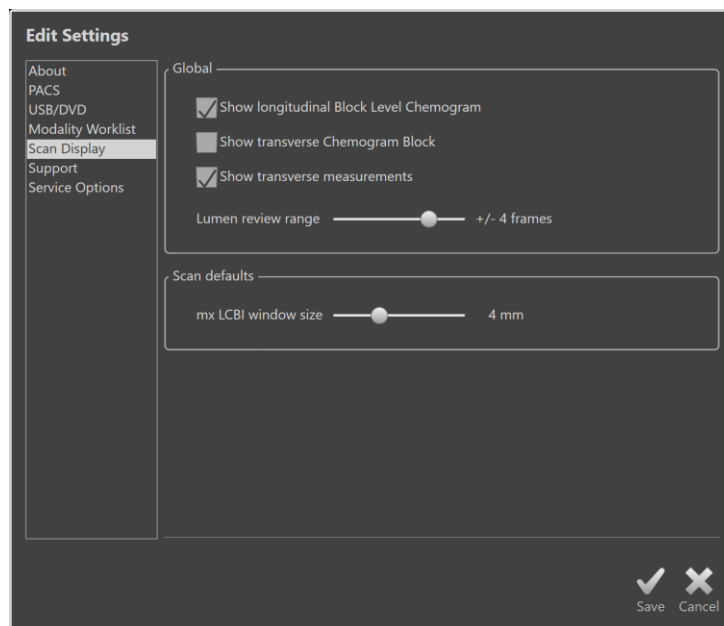 Edit Settings
About
PACS
USB/DVD
Modality Worklist
Scan Display
Support
Service Options
Global
Show longitudinal Block Level Chemogram
Show transverse Chemogram Block
Show transverse measurements
Lumen review range +/- 4 frames
Scan defaults
mx LCBI window size 4 mm
Save Cancel